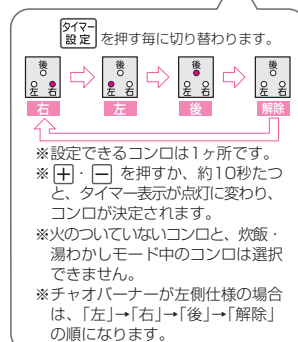 タイマー
設定 を押す毎に切り替わります。
後 後 後 後
左 右 左 右 左 右 左 右
右 左 後 解除
※設定できるコンロは1ヶ所です。
※ + ・ － を押すか、約10秒たつ
と、タイマー表示が点灯に変わり、
コンロが決定されます。
※火のついていないコンロと、炊飯・
湯わかしモード中のコンロは選択
できません。
※チャオバーナーが左側仕様の場合
は、「左」→「右」→「後」→「解除」
の順になります。